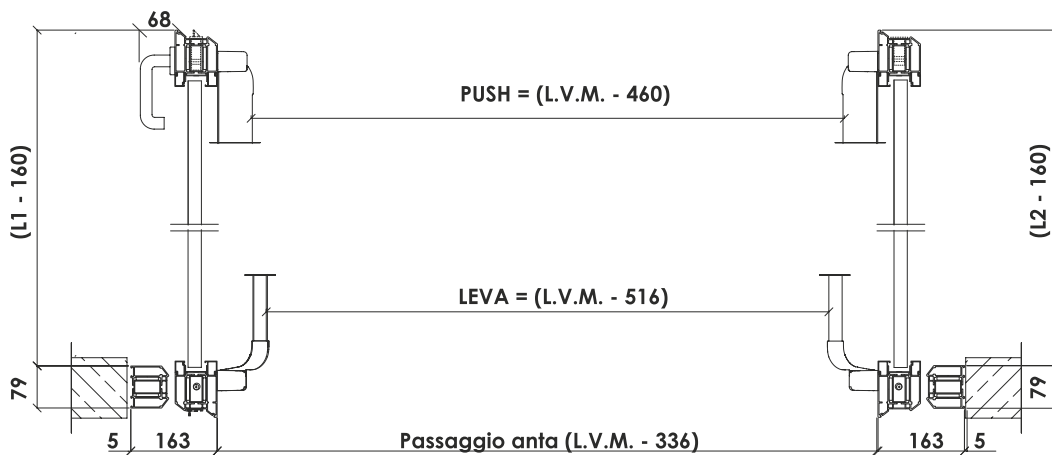 68
PUSH = (L.V.M. - 460)
(L1 - 160)
(L2 - 160)
LEVA = (L.V.M. - 516)
79
79
5
163
Passaggio anta (L.V.M. - 336)
163
5